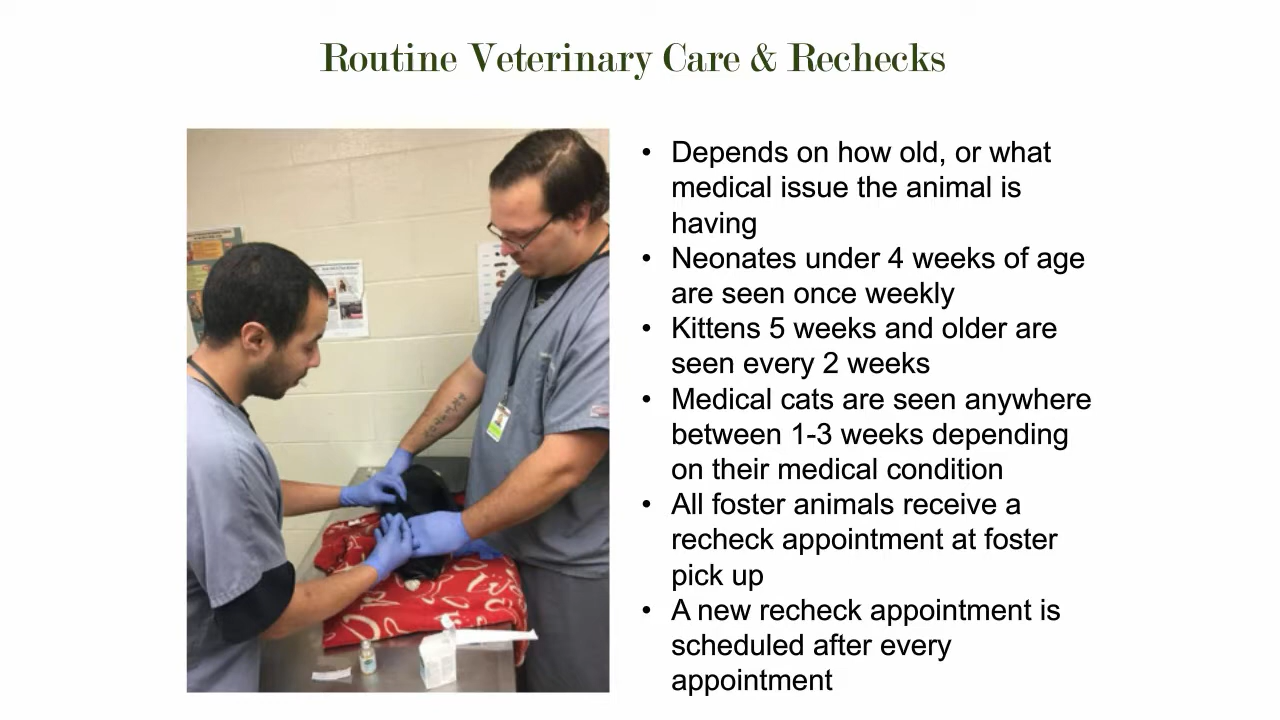 Routine Veterinary Care & Rechecks
• Depends on how old, or what
medical issue the animal is
having
• Neonates under 4 weeks of age
are seen once weekly
• Kittens 5 weeks and older are
seen every 2 weeks
• Medical cats are seen anywhere
between 1-3 weeks depending
on their medical condition
• All foster animals receive a
recheck appointment at foster
pick up
• A new recheck appointment is
scheduled after every
appointment